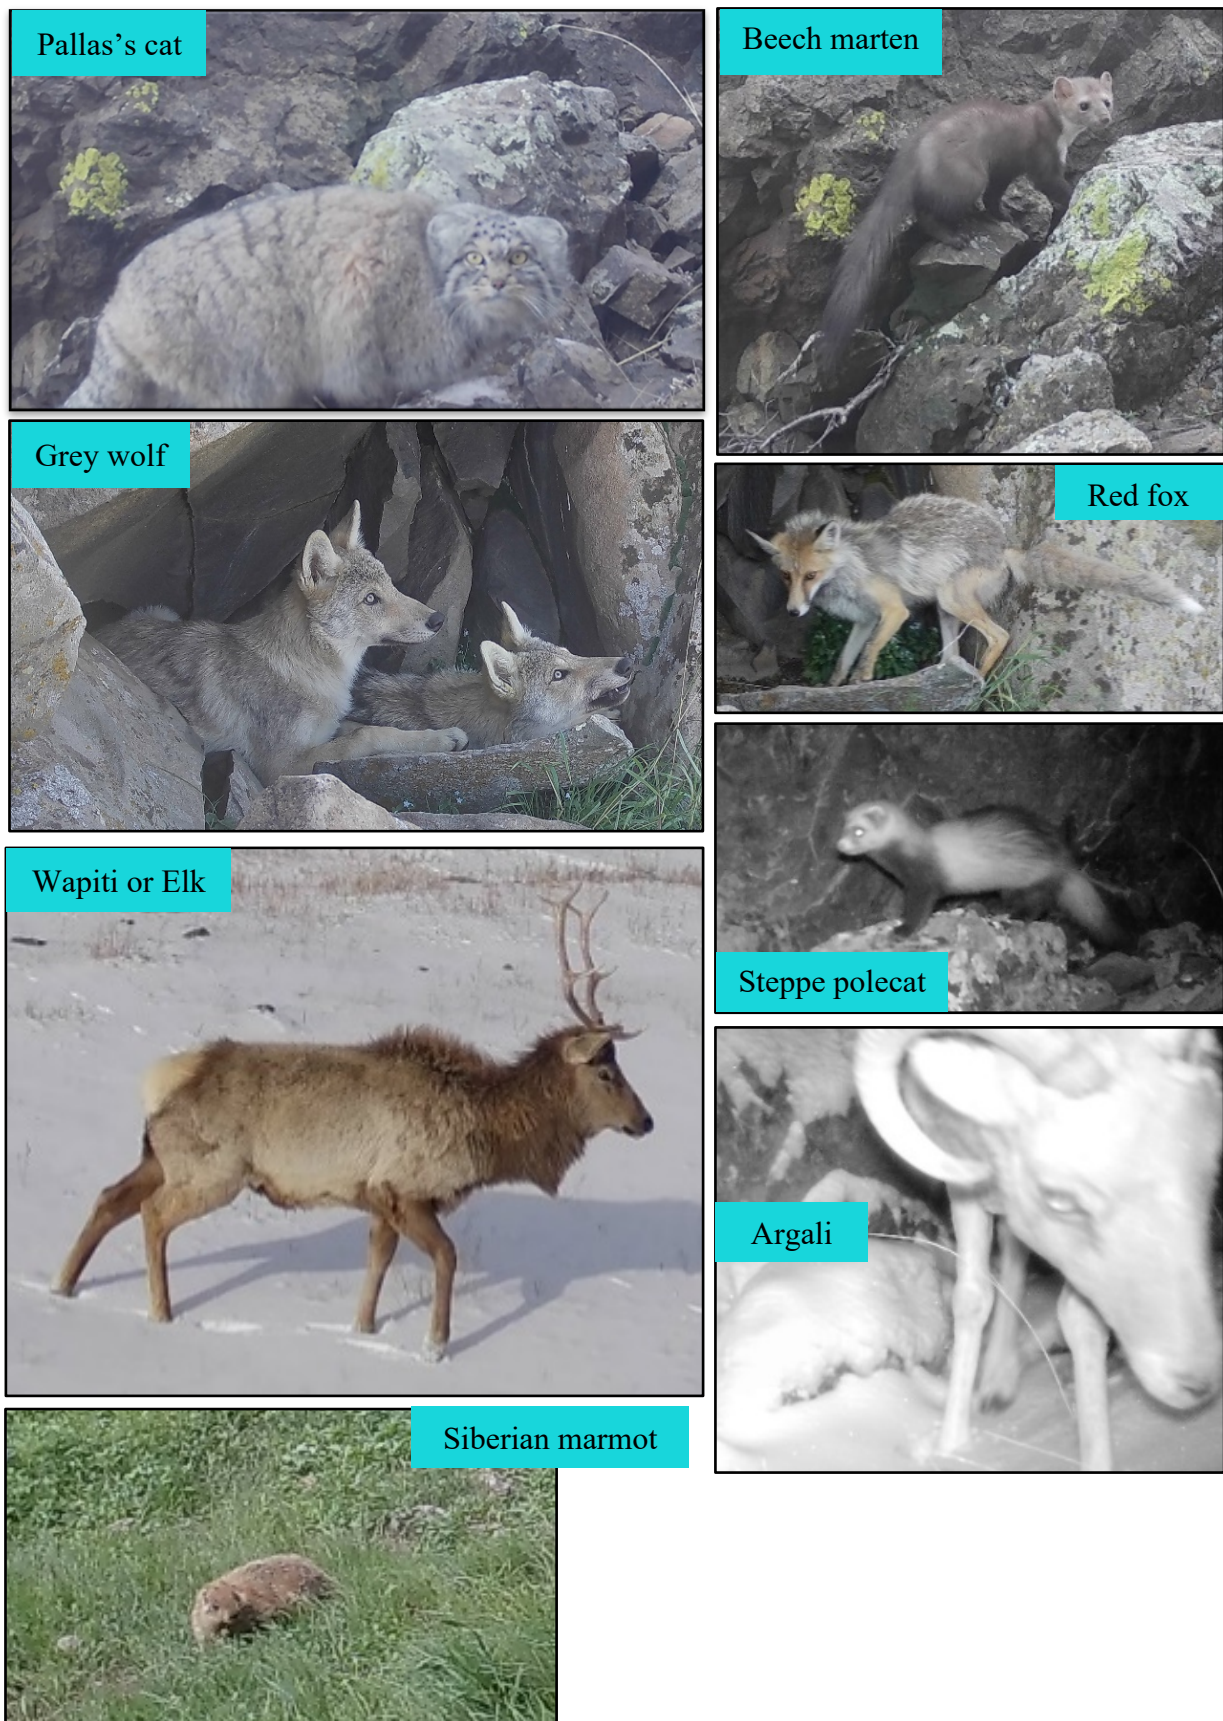 Pallas's cat
Beech marten
Grey wolf
Red fox
Wapiti or Elk
Steppe polecat
Argali
Siberian marmot